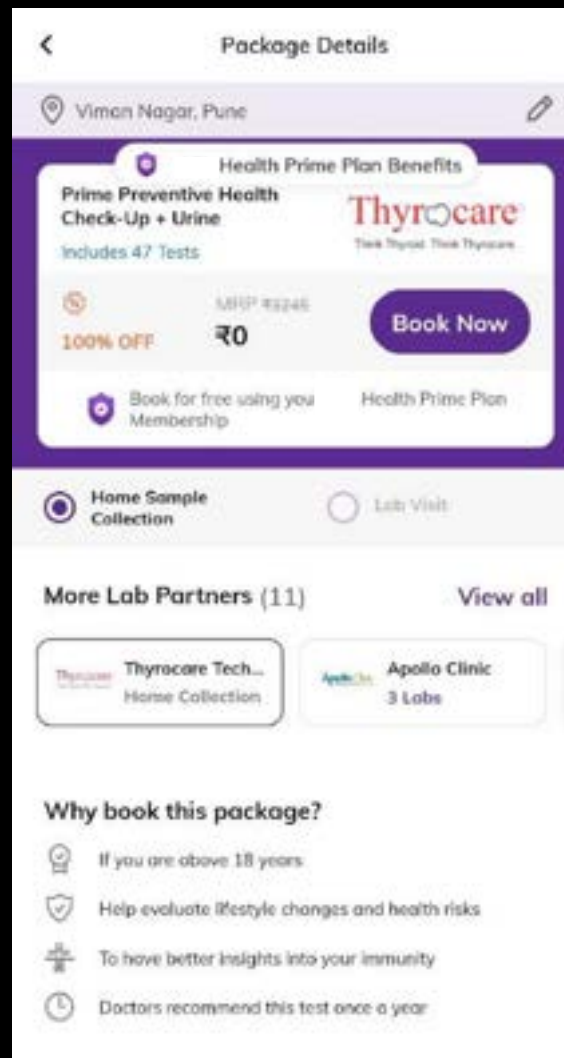 Package Details
Viman Nagar, Pune
Health Prime Plan Benefits
Prime Preventive Health
Check-Up + Urine
Includes 47 Tests
Thyrocare
Think Thyroid. Think Thyrocare.
MRP
100% OFF
₹0
Book Now
Book for free using you Health Prime Plan
Membership
Home Sample
Collection
Lab Visit
More Lab Partners (11)
View all
Thyrocare
Thyrocare Tech...
Home Collection
Apollo Clinic
Apollo Clinic
3 Labs
Why book this package?
If you are above 18 years
Help evaluate lifestyle changes and health risks
To have better insights into your immunity
Doctors recommend this test once a year